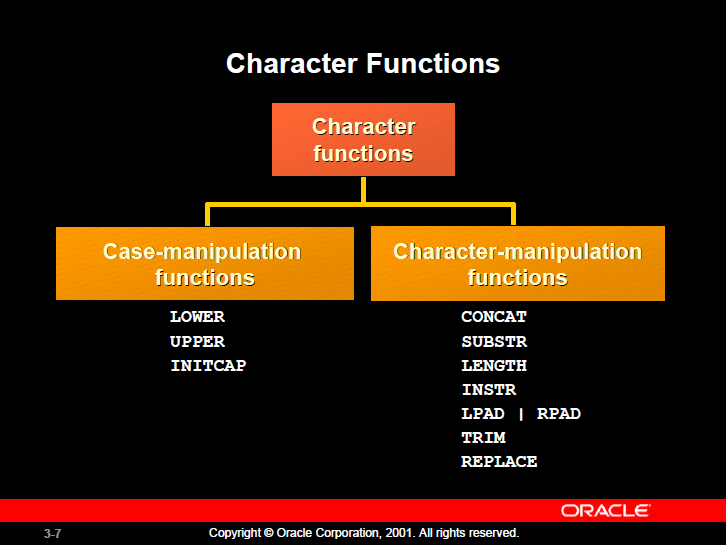 Character Functions
Character
functions
Case-manipulation
functions
LOWER
UPPER
INITCAP
Character-manipulation
functions
CONCAT
SUBSTR
LENGTH
INSTR
LPAD | RPAD
TRIM
REPLACE
ORACLE®
3-7
Copyright © Oracle Corporation, 2001. All rights reserved.